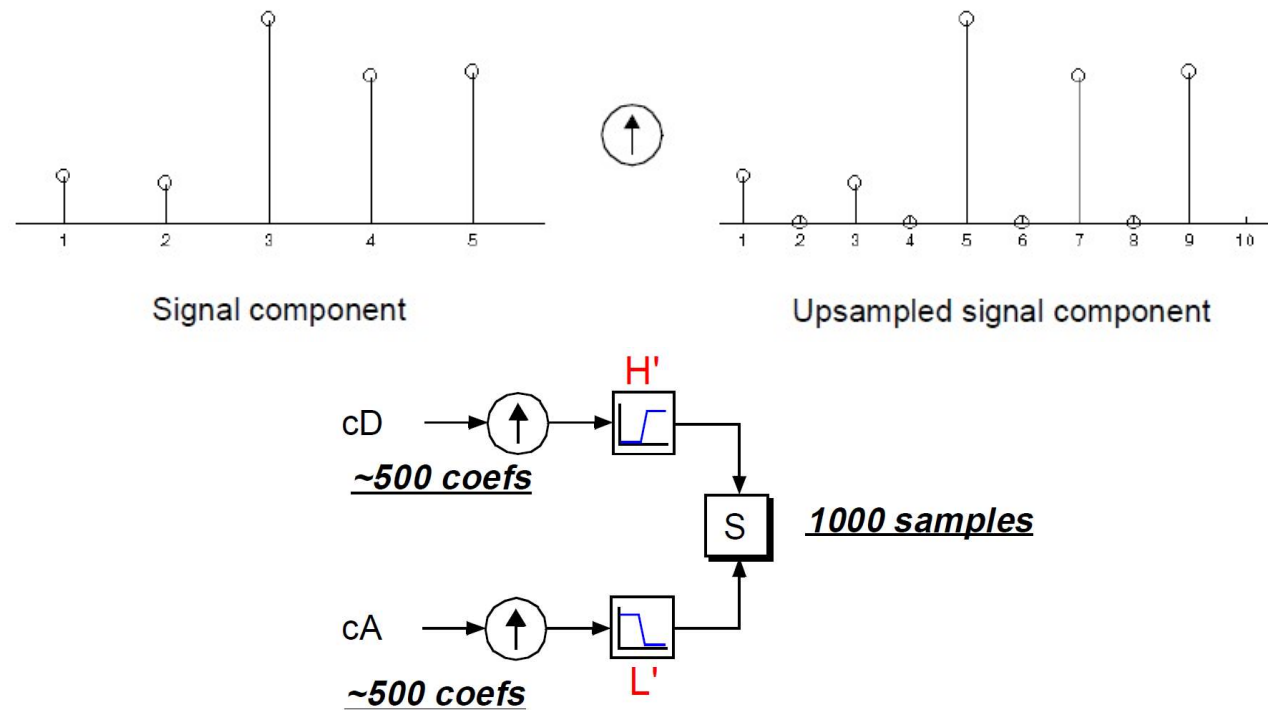 1 2 3 4 5
1 2 3 4 5 6 7 8 9 10
Signal component
Upsampled signal component
H'
cD
~500 coefs
S
1000 samples
cA
L'
~500 coefs